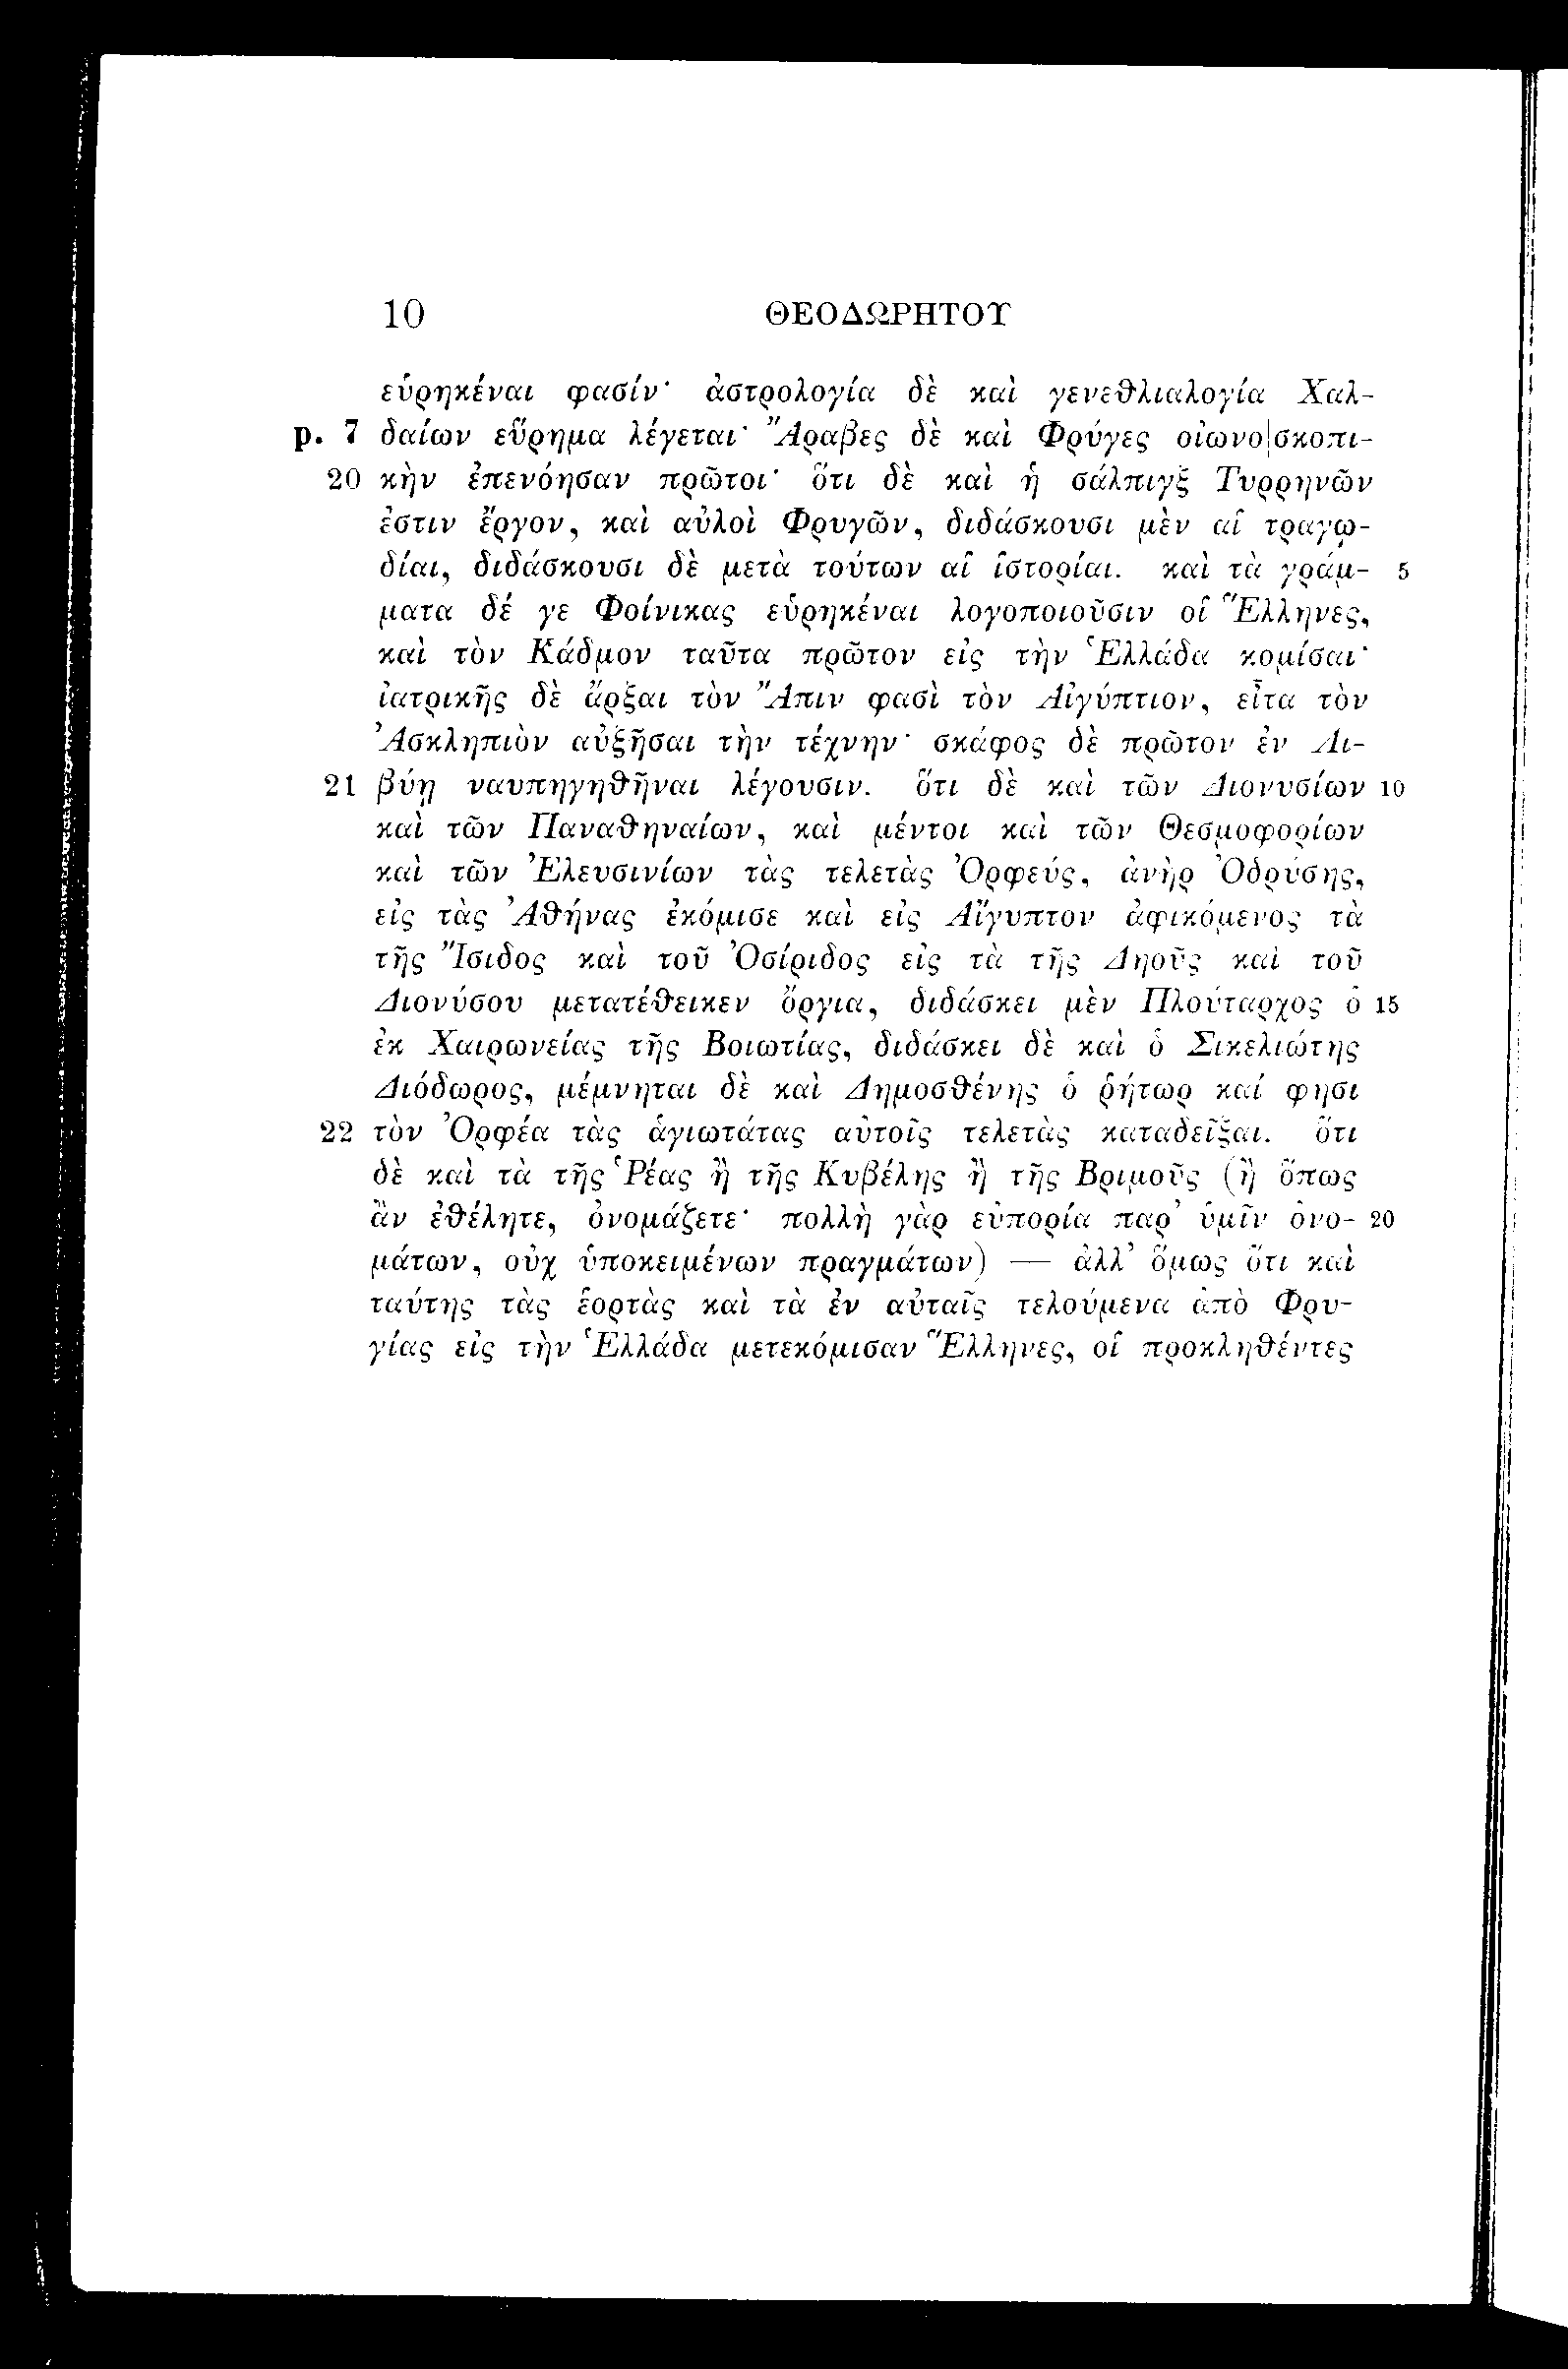 10 ΘΕΟΔΩΡΗΤΟΥ
εὑρηκέναι φασίν· ἀστρολογία δὲ καὶ γενεθλιαλογία Χαλ-
p. 7 δαίων εὕρημα λέγεται· Ἄραβες δὲ καὶ Φρύγες οἰωνο|σκοπι-
20 κὴν ἐπενόησαν πρῶτοι· ὅτι δὲ καὶ ἡ σάλπιγξ Τυρρηνῶν
ἐστιν ἔργον, καὶ αὐλοὶ Φρυγῶν, διδάσκουσι μὲν αἱ τραγῳ-
δίαι, διδάσκουσι δὲ μετὰ τούτων αἱ ἱστορίαι. καὶ τὰ γράμ- 5
ματα δέ γε Φοίνικας εὑρηκέναι λογοποιοῦσιν οἱ Ἕλληνες,
καὶ τὸν Κάδμον ταῦτα πρῶτον εἰς τὴν Ἑλλάδα κομίσαι·
ἰατρικῆς δὲ ἄρξαι τὸν Ἄπιν φασὶ τὸν Αἰγύπτιον, εἶτα τὸν
Ἀσκληπιὸν αὐξῆσαι τὴν τέχνην· σκάφος δὲ πρῶτον ἐν Λι-
21 βύῃ ναυπηγηθῆναι λέγουσιν. ὅτι δὲ καὶ τῶν Διονυσίων 10
καὶ τῶν Παναθηναίων, καὶ μέντοι καὶ τῶν Θεσμοφορίων
καὶ τῶν Ἐλευσινίων τὰς τελετὰς Ὀρφεύς, ἀνὴρ Ὀδρύσης,
εἰς τὰς Ἀθήνας ἐκόμισε καὶ εἰς Αἴγυπτον ἀφικόμενος τὰ
τῆς Ἴσιδος καὶ τοῦ Ὀσίριδος εἰς τὰ τῆς Δηοῦς καὶ τοῦ
Διονύσου μετατέθεικεν ὄργια, διδάσκει μὲν Πλούταρχος ὁ 15
ἐκ Χαιρωνείας τῆς Βοιωτίας, διδάσκει δὲ καὶ ὁ Σικελιώτης
Διόδωρος, μέμνηται δὲ καὶ Δημοσθένης ὁ ῥήτωρ καί φησι
22 τὸν Ὀρφέα τὰς ἁγιωτάτας αὐτοῖς τελετὰς καταδεῖξαι. ὅτι
δὲ καὶ τὰ τῆς Ῥέας ἢ τῆς Κυβέλης ἢ τῆς Βριμοῦς (ἢ ὅπως
ἂν ἐθέλητε, ὀνομάζετε· πολλὴ γὰρ εὐπορία παρ’ ὑμῖν ὀνο- 20
μάτων, οὐχ ὑποκειμένων πραγμάτων) — ἀλλ’ ὅμως ὅτι καὶ
ταύτης τὰς ἑορτὰς καὶ τὰ ἐν αὐταῖς τελούμενα ἀπὸ Φρυ-
γίας εἰς τὴν Ἑλλάδα μετεκόμισαν Ἕλληνες, οἱ προκληθέντες